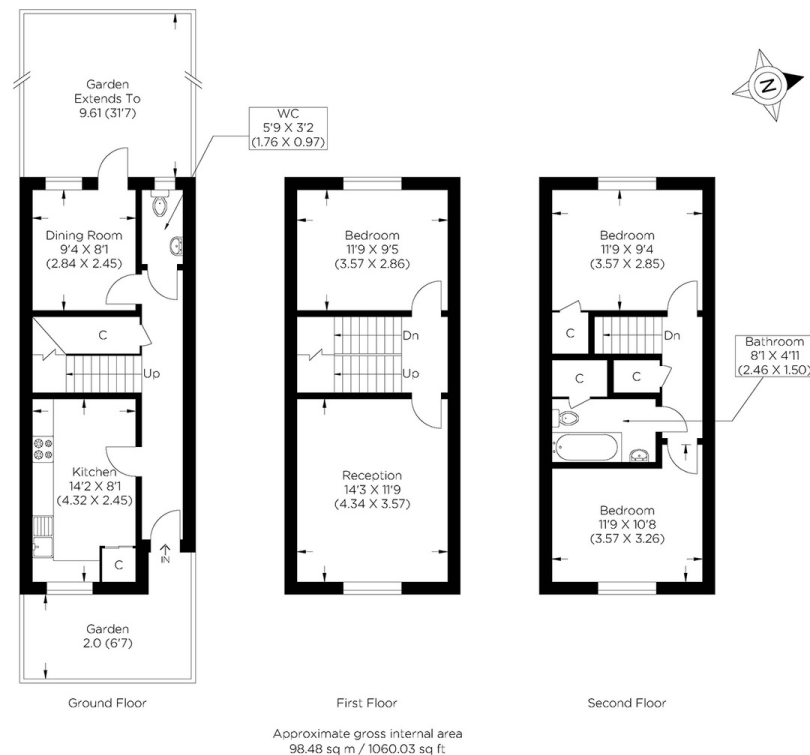 Garden
Extends To
9.61 (31'7)
WC
5'9 X 3'2
(1.76 X 0.97)
N
Dining Room
9'4 X 8'1
(2.84 X 2.45)
C
Up
Kitchen
14'2 X 8'1
(4.32 X 2.45)
C
IN
Garden
2.0 (6'7)
Ground Floor
Bedroom
11'9 X 9'5
(3.57 X 2.86)
Dn
Up
Reception
14'3 X 11'9
(4.34 X 3.57)
First Floor
Bedroom
11'9 X 9'4
(3.57 X 2.85)
C
Dn
C
C
Bathroom
8'1 X 4'11
(2.46 X 1.50)
Bedroom
11'9 X 10'8
(3.57 X 3.26)
Second Floor
Approximate gross internal area
98.48 sq m / 1060.03 sq ft